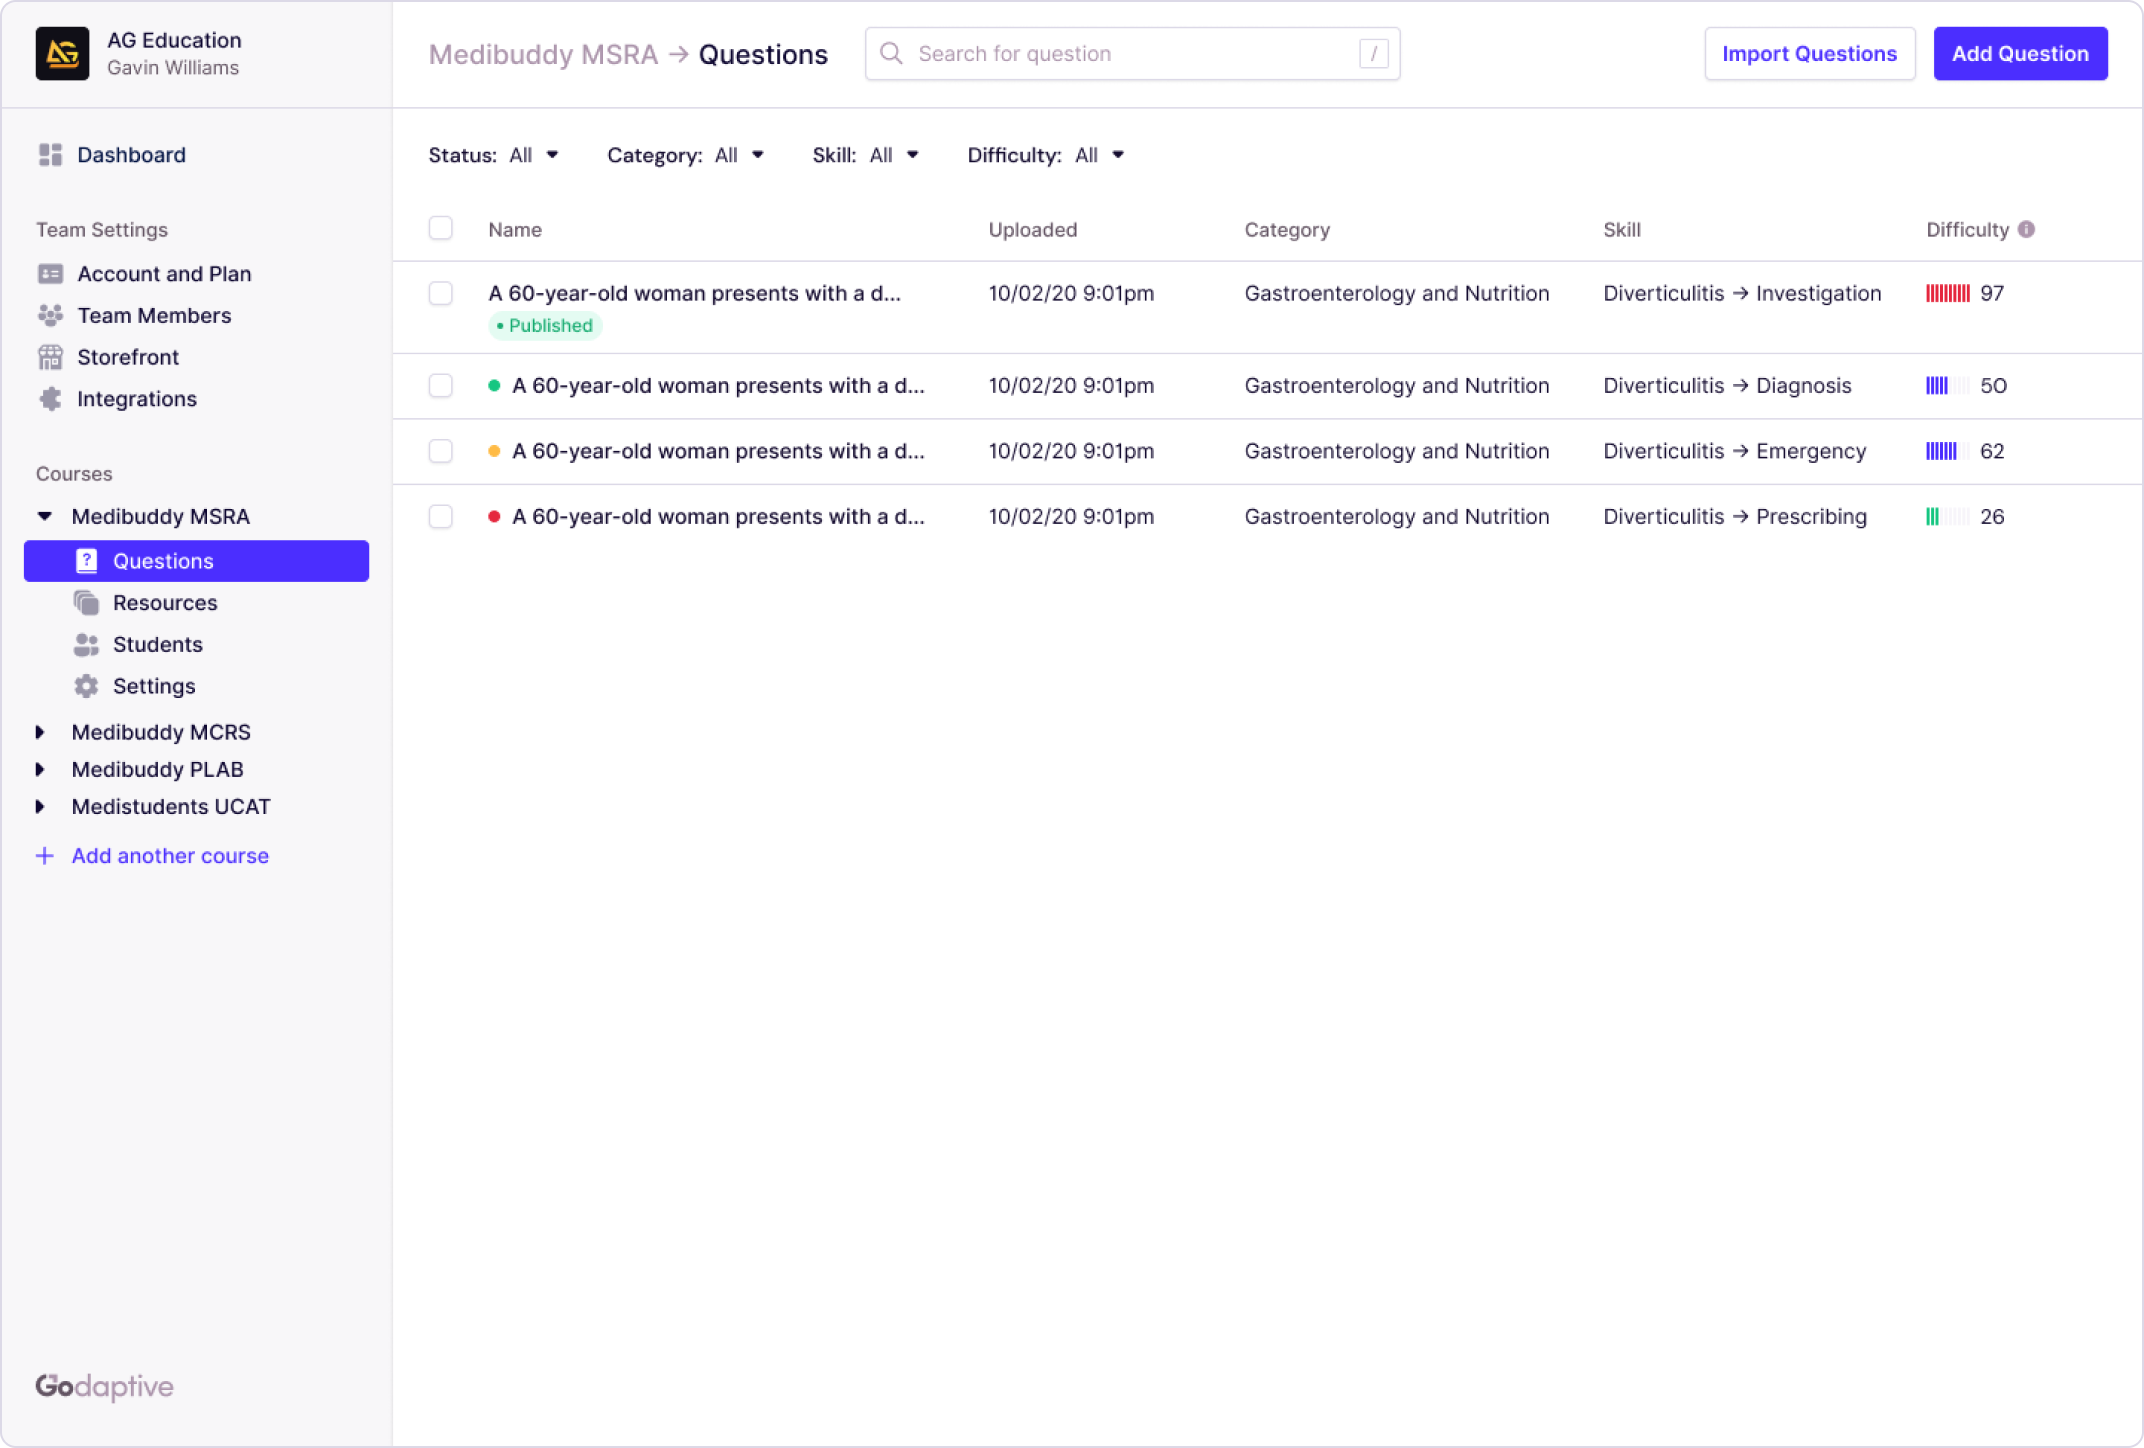 AG Education
Gavin Williams
Medibuddy MSRA → Questions
Search for question
/
Import Questions
Add Question
Dashboard
Team Settings
Account and Plan
Team Members
Storefront
Integrations
Courses
Medibuddy MSRA
Questions
Resources
Students
Settings
Medibuddy MCRS
Medibuddy PLAB
Medistudents UCAT
+ Add another course
Godaptive
Status: All
Category: All
Skill: All
Difficulty: All
Name Uploaded Category Skill Difficulty
A 60-year-old woman presents with a d... 10/02/20 9:01pm Gastroenterology and Nutrition Diverticulitis → Investigation 97
• Published
A 60-year-old woman presents with a d... 10/02/20 9:01pm Gastroenterology and Nutrition Diverticulitis → Diagnosis 50
A 60-year-old woman presents with a d... 10/02/20 9:01pm Gastroenterology and Nutrition Diverticulitis → Emergency 62
A 60-year-old woman presents with a d... 10/02/20 9:01pm Gastroenterology and Nutrition Diverticulitis → Prescribing 26